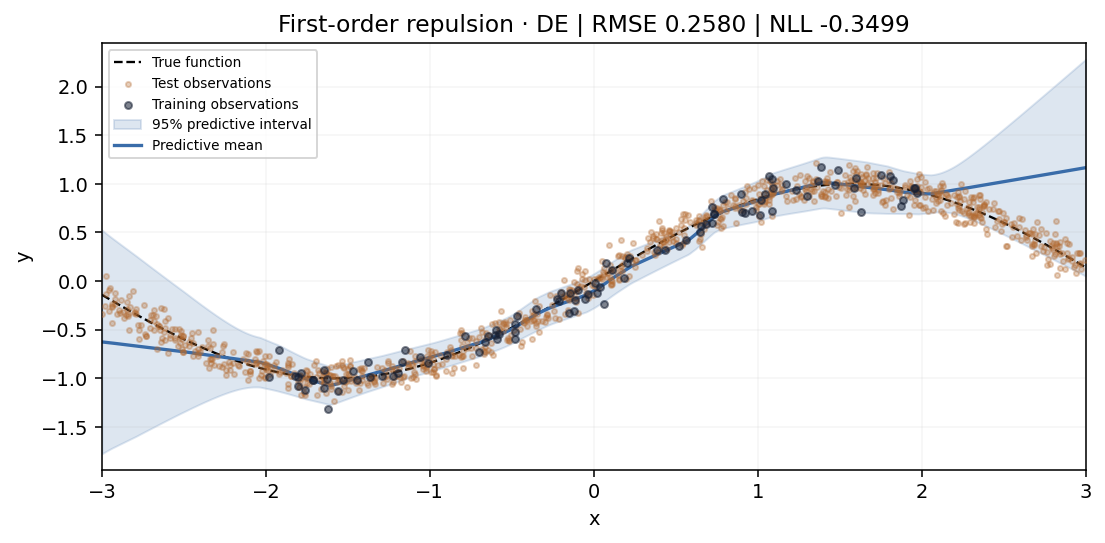 First-order repulsion · DE | RMSE 0.2580 | NLL -0.3499
True function
Test observations
Training observations
95% predictive interval
Predictive mean
y
2.0
1.5
1.0
0.5
0.0
−0.5
−1.0
−1.5
−3 −2 −1 0 1 2 3
x